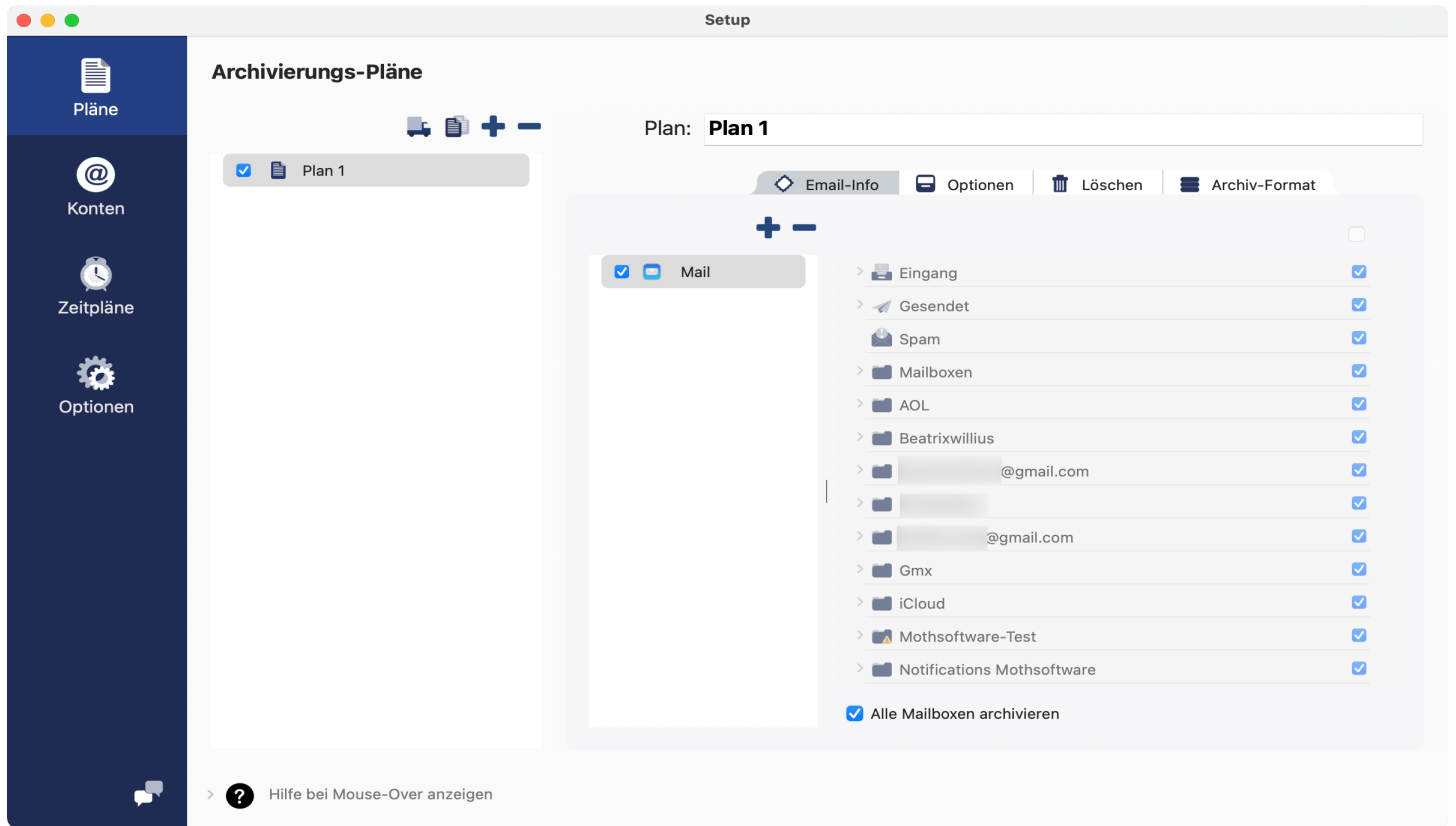 Setup
Pläne
Konten
Zeitpläne
Optionen
Archivierungs-Pläne
Plan 1
Plan: Plan 1
Email-Info Optionen Löschen Archiv-Format
Mail
Eingang
Gesendet
Spam
Mailboxen
AOL
Beatrixwillius
@gmail.com
@gmail.com
Gmx
iCloud
Mothsoftware-Test
Notifications Mothsoftware
Alle Mailboxen archivieren
? Hilfe bei Mouse-Over anzeigen